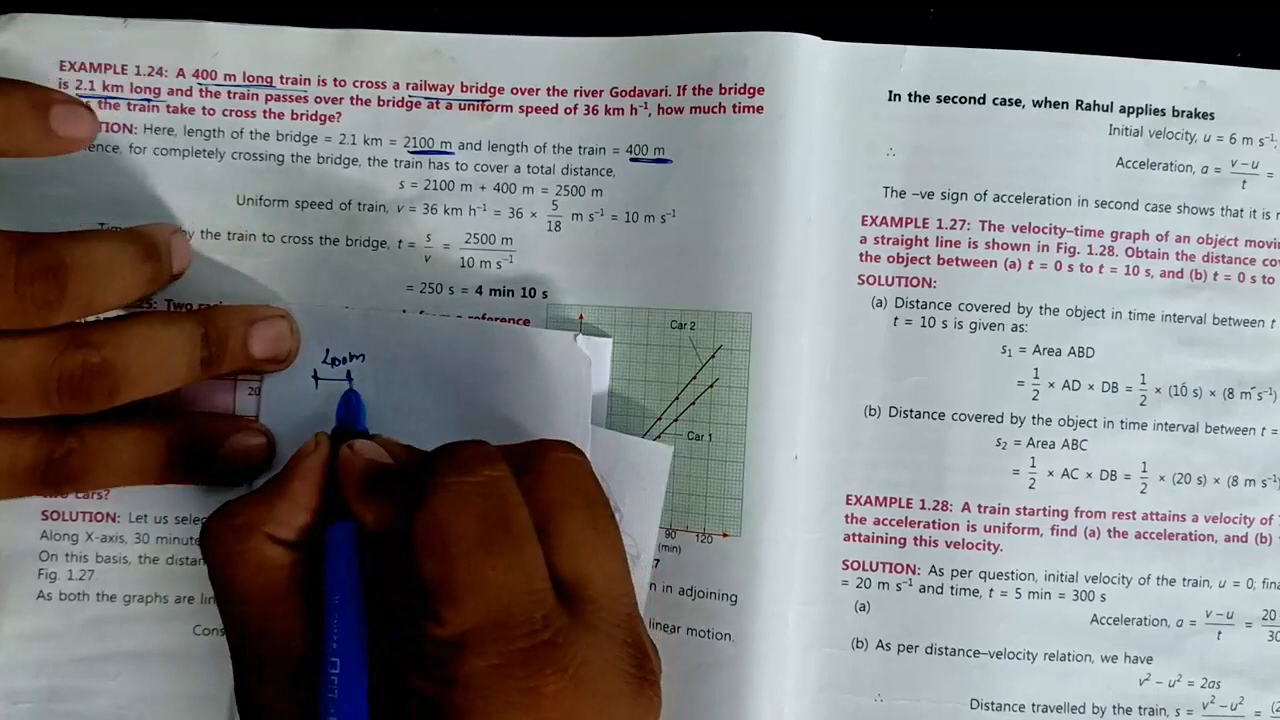 EXAMPLE 1.24: A 400 m long train is to cross a railway bridge over the river Godavari. If the bridge
is 2.1 km long and the train passes over the bridge at a uniform speed of 36 km h⁻¹, how much time
the train take to cross the bridge?
TION: Here, length of the bridge = 2.1 km = 2100 m and length of the train = 400 m
ence, for completely crossing the bridge, the train has to cover a total distance,
s = 2100 m + 400 m = 2500 m
Uniform speed of train, v = 36 km h⁻¹ = 36 × 5/18 m s⁻¹ = 10 m s⁻¹
by the train to cross the bridge, t = s/v = 2500 m/10 m s⁻¹
= 250 s = 4 min 10 s
25: Two
reference
400m
20
Car 2
Car 1
90 120
(min)
7
two cars?
SOLUTION: Let us sele
Along X-axis, 30 minute
On this basis, the distan
Fig. 1.27
n in adjoining
As both the graphs are lin
linear motion.
Cons
In the second case, when Rahul applies brakes
Initial velocity, u = 6 m s⁻¹,
∴ Acceleration, a = v–u/t =
The –ve sign of acceleration in second case shows that it is r
EXAMPLE 1.27: The velocity–time graph of an object movi
a straight line is shown in Fig. 1.28. Obtain the distance co
the object between (a) t = 0 s to t = 10 s, and (b) t = 0 s to
SOLUTION:
(a) Distance covered by the object in time interval between t
t = 10 s is given as:
s₁ = Area ABD
= 1/2 × AD × DB = 1/2 × (10 s) × (8 m s⁻¹)
(b) Distance covered by the object in time interval between t =
s₂ = Area ABC
= 1/2 × AC × DB = 1/2 × (20 s) × (8 m s⁻¹)
EXAMPLE 1.28: A train starting from rest attains a velocity of
the acceleration is uniform, find (a) the acceleration, and (b)
attaining this velocity.
SOLUTION: As per question, initial velocity of the train, u = 0; fina
= 20 m s⁻¹ and time, t = 5 min = 300 s
(a) Acceleration, a = v–u/t = 20/30
(b) As per distance–velocity relation, we have
v² – u² = 2as
∴ Distance travelled by the train, s = v² – u² =